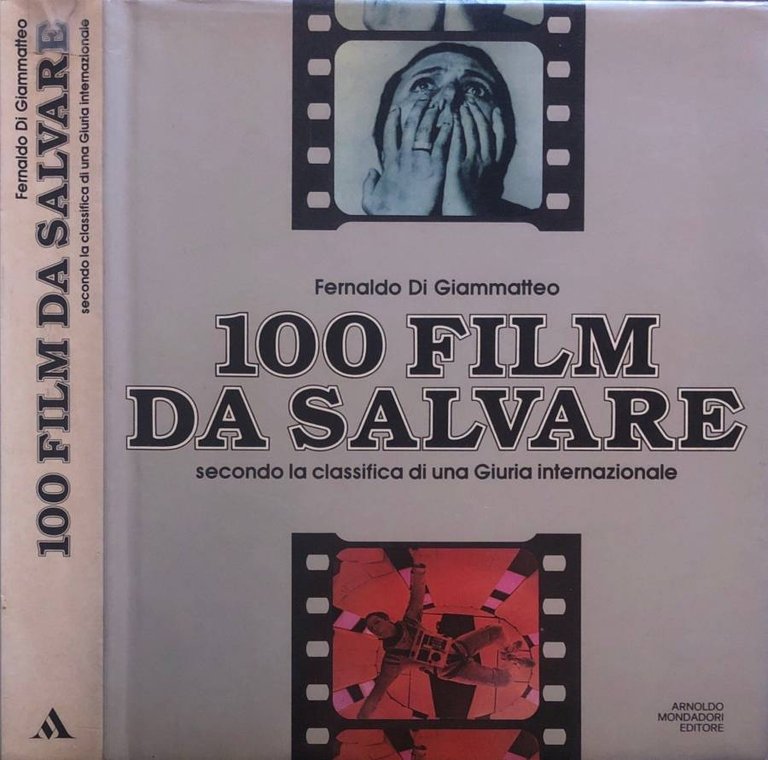 Fernaldo Di Giammatteo
100 FILM DA SALVARE
secondo la classifica di una Giuria internazionale
Fernaldo Di Giammatteo
100 FILM
DA SALVARE
secondo la classifica di una Giuria internazionale
ARNOLDO
MONDADORI
EDITORE